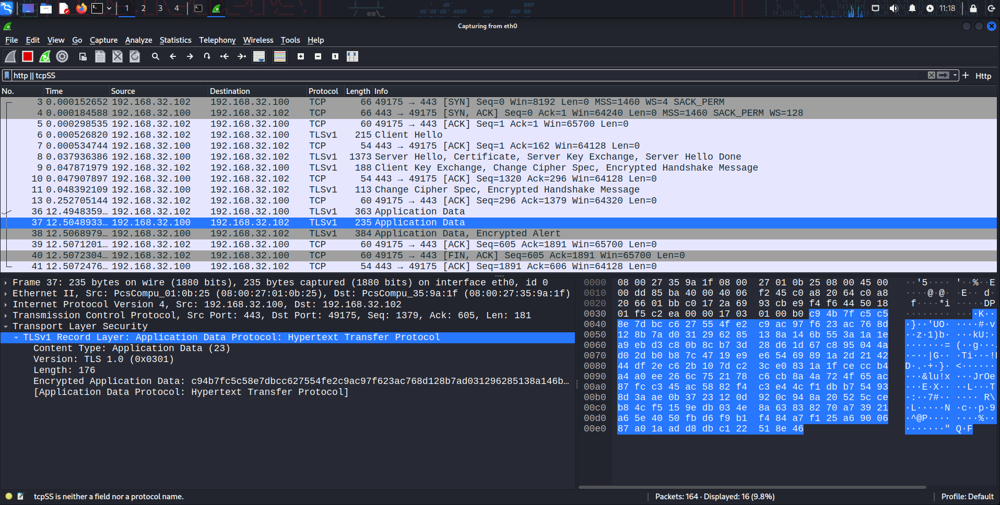 1 2 3 4 11:18
Capturing from eth0
File Edit View Go Capture Analyze Statistics Telephony Wireless Tools Help
http || tcpSS + Http
No. Time Source Destination Protocol Length Info
3 0.000152652 192.168.32.102 192.168.32.100 TCP 66 49175 → 443 [SYN] Seq=0 Win=8192 Len=0 MSS=1460 WS=4 SACK_PERM
4 0.000184588 192.168.32.100 192.168.32.102 TCP 66 443 → 49175 [SYN, ACK] Seq=0 Ack=1 Win=64240 Len=0 MSS=1460 SACK_PERM WS=128
5 0.000298535 192.168.32.102 192.168.32.100 TCP 60 49175 → 443 [ACK] Seq=1 Ack=1 Win=65700 Len=0
6 0.000526820 192.168.32.102 192.168.32.100 TLSv1 215 Client Hello
7 0.000534744 192.168.32.100 192.168.32.102 TCP 54 443 → 49175 [ACK] Seq=1 Ack=162 Win=64128 Len=0
8 0.037936386 192.168.32.100 192.168.32.102 TLSv1 1373 Server Hello, Certificate, Server Key Exchange, Server Hello Done
9 0.047871979 192.168.32.102 192.168.32.100 TLSv1 188 Client Key Exchange, Change Cipher Spec, Encrypted Handshake Message
10 0.047907897 192.168.32.100 192.168.32.102 TCP 54 443 → 49175 [ACK] Seq=1320 Ack=296 Win=64128 Len=0
11 0.048392109 192.168.32.100 192.168.32.102 TLSv1 113 Change Cipher Spec, Encrypted Handshake Message
13 0.252705144 192.168.32.102 192.168.32.100 TCP 60 49175 → 443 [ACK] Seq=296 Ack=1379 Win=64320 Len=0
36 12.4948359… 192.168.32.102 192.168.32.100 TLSv1 363 Application Data
37 12.5048933… 192.168.32.100 192.168.32.102 TLSv1 235 Application Data
38 12.5068979… 192.168.32.100 192.168.32.102 TLSv1 384 Application Data, Encrypted Alert
39 12.5071201… 192.168.32.102 192.168.32.100 TCP 60 49175 → 443 [ACK] Seq=605 Ack=1891 Win=65700 Len=0
40 12.5072304… 192.168.32.102 192.168.32.100 TCP 60 49175 → 443 [FIN, ACK] Seq=605 Ack=1891 Win=65700 Len=0
41 12.5072476… 192.168.32.100 192.168.32.102 TCP 54 443 → 49175 [ACK] Seq=1891 Ack=606 Win=64128 Len=0
Frame 37: 235 bytes on wire (1880 bits), 235 bytes captured (1880 bits) on interface eth0, id 0
Ethernet II, Src: PcsCompu_01:0b:25 (08:00:27:01:0b:25), Dst: PcsCompu_35:9a:1f (08:00:27:35:9a:1f)
Internet Protocol Version 4, Src: 192.168.32.100, Dst: 192.168.32.102
Transmission Control Protocol, Src Port: 443, Dst Port: 49175, Seq: 1379, Ack: 605, Len: 181
Transport Layer Security
TLSv1 Record Layer: Application Data Protocol: Hypertext Transfer Protocol
Content Type: Application Data (23)
Version: TLS 1.0 (0x0301)
Length: 176
Encrypted Application Data: c94b7fc5c58e7dbcc627554fe2c9ac97f623ac768d128b7ad031296285138a146b…
[Application Data Protocol: Hypertext Transfer Protocol]
0000 08 00 27 35 9a 1f 08 00 27 01 0b 25 08 00 45 00 ··'5···· '··%··E
0010 00 dd 85 ba 40 00 40 06 f2 45 c0 a8 20 64 c0 a8 ····@·@· ·E·· d·
0020 20 66 01 bb c0 17 2a 69 93 cb e9 f4 f6 44 50 18 f····*i ·····DP
0030 01 f5 c2 ea 00 00 17 03 01 00 b0 c9 4b 7f c5 c5 ········ ····K··
0040 8e 7d bc c6 27 55 4f e2 c9 ac 97 f6 23 ac 76 8d ·}··'UO· ····#·v
0050 12 8b 7a d0 31 29 62 85 13 8a 14 6b 55 3a 1a 1e ··z·1)b· ···kU:·
0060 a9 eb d3 c8 0b 8c b7 3d 28 d6 1d 67 c8 95 04 4a ·······= (··g···J
0070 d0 2d b0 b8 7c 47 19 e9 e6 54 69 89 1a 2d 21 42 ·-··|G·· ·Ti··-!B
0080 44 df 2e c6 2b 10 7d c2 3c e0 83 1a 1f ce cc b4 D·.·+·}· <······
0090 a4 a0 ee 26 6c 75 21 78 c6 cb 8a 4a 72 4f 65 ac ···&lu!x ···JrOe
00a0 87 fc c3 45 ac 58 82 f4 c3 e4 4c f1 db b7 54 93 ···E·X·· ··L···T
00b0 8d 3a ae 0b 37 23 12 0d 92 0c 94 8a 20 52 5c ce ·:··7#·· ···· R\
00c0 b8 4c f5 15 9e db 03 4e 8a 63 83 82 70 a7 39 21 ·L·····N ·c··p·9
00d0 a6 5e 40 50 fb d6 f9 b1 f4 84 a7 f1 25 a6 90 06 ·^@P···· ····%··
00e0 87 a0 1a ad d8 db c1 22 51 8e 46 ·······" Q·F
tcpSS is neither a field nor a protocol name. Packets: 164 · Displayed: 16 (9.8%) Profile: Default